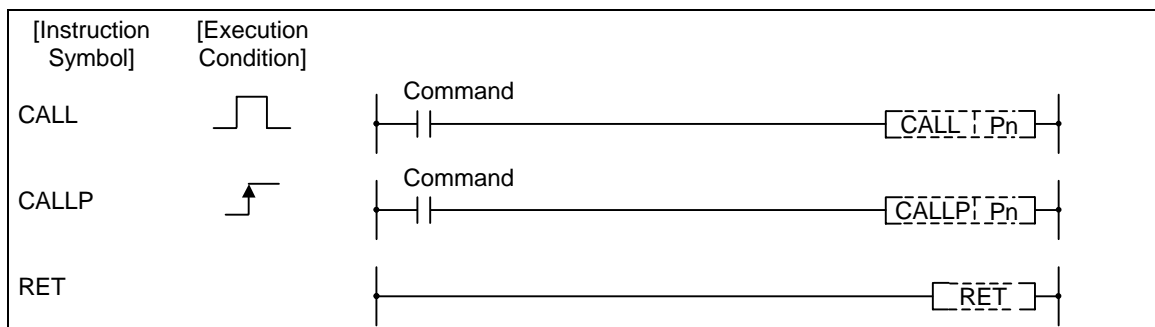 [Instruction Symbol] [Execution Condition]
CALL Command CALL Pn
CALLP Command CALLP Pn
RET RET